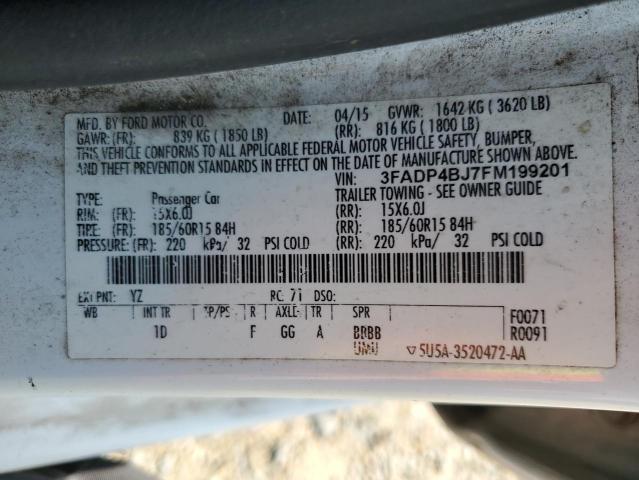 MFD. BY FORD MOTOR CO. DATE: 04/15 GVWR: 1642 KG (3620 LB)
GAWR: (FR): 839 KG (1850 LB) (RR): 816 KG (1800 LB)
THIS VEHICLE CONFORMS TO ALL APPLICABLE FEDERAL MOTOR VEHICLE SAFETY, BUMPER,
AND THEFT PREVENTION STANDARDS IN EFFECT ON THE DATE OF MANUFACTURE SHOWN ABOVE.
VIN: 3FADP4BJ7FM199201
TYPE: Passenger Car TRAILER TOWING - SEE OWNER GUIDE
RIM: (FR): 15X6.0J (RR): 15X6.0J
TIRE: (FR): 185/60R15 84H (RR): 185/60R15 84H
PRESSURE: (FR): 220 kPa/ 32 PSI COLD (RR): 220 kPa/ 32 PSI COLD
EXT PNT: YZ RC: 71 DSO:
WB INT TR TP/PS R AXLE TR SPR F0071
1D F GG A BBBB R0091
UMU ▽5U5A-3520472-AA